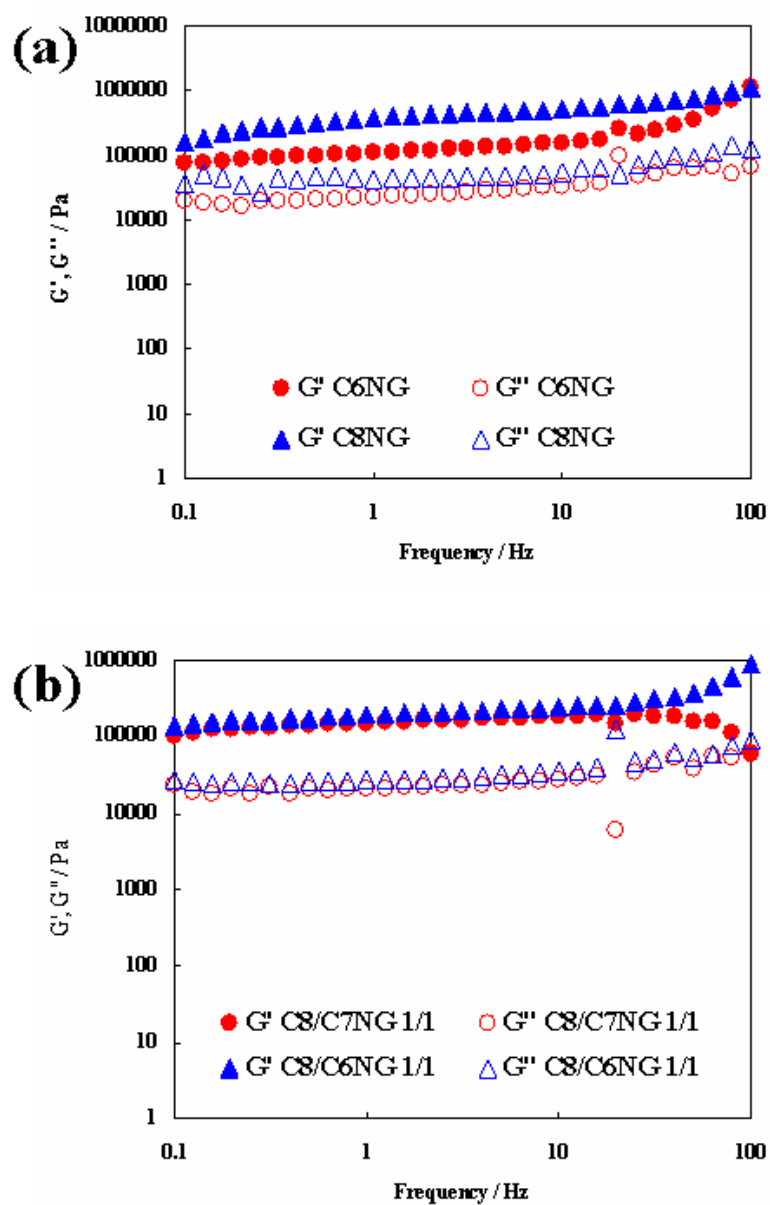 (a)
10000000
1000000
100000
10000
1000
100
10
1
G', G'' / Pa
G' C6NG G'' C6NG
G' C8NG G'' C8NG
0.1 1 10 100
Frequency / Hz
(b)
1000000
100000
10000
1000
100
10
1
G', G'' / Pa
G' C8/C7NG 1/1 G'' C8/C7NG 1/1
G' C8/C6NG 1/1 G'' C8/C6NG 1/1
0.1 1 10 100
Frequency / Hz